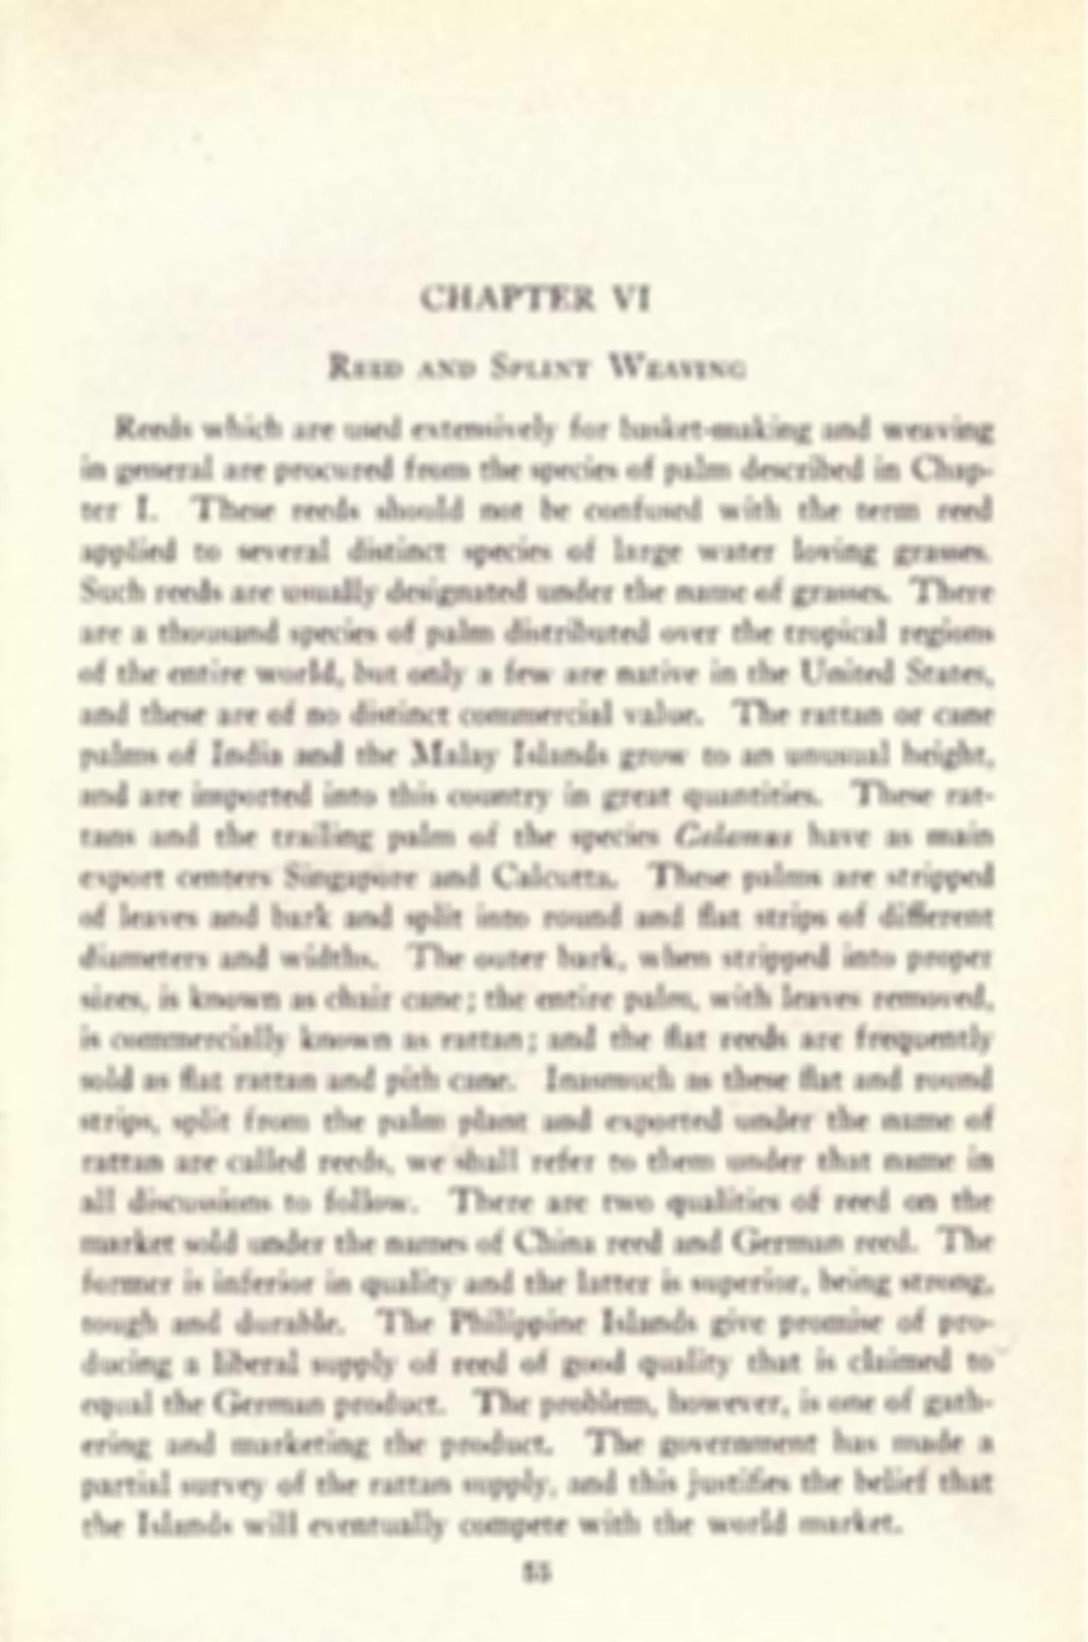 CHAPTER VI
REED AND SPLINT WEAVING
Reeds which are used extensively for basket-making and weaving
in general are procured from the species of palm described in Chap-
ter I. These reeds should not be confused with the term reed
applied to several distinct species of large water loving grasses.
Such reeds are usually designated under the name of grasses. There
are a thousand species of palm distributed over the tropical regions
of the entire world, but only a few are native in the United States,
and these are of no distinct commercial value. The rattan or cane
palms of India and the Malay Islands grow to an unusual height,
and are imported into this country in great quantities. These rat-
tans and the trailing palm of the species Calamus have as main
export centers Singapore and Calcutta. These palms are stripped
of leaves and bark and split into round and flat strips of different
diameters and widths. The outer bark, when stripped into proper
sizes, is known as chair cane; the entire palm, with leaves removed,
is commercially known as rattan; and the flat reeds are frequently
sold as flat rattan and pith cane. Inasmuch as these flat and round
strips, split from the palm plant and exported under the name of
rattan are called reeds, we shall refer to them under that name in
all discussions to follow. There are two qualities of reed on the
market sold under the names of China reed and German reed. The
former is inferior in quality and the latter is superior, being strong,
tough and durable. The Philippine Islands give promise of pro-
ducing a liberal supply of reed of good quality that is claimed to
equal the German product. The problem, however, is one of gath-
ering and marketing the product. The government has made a
partial survey of the rattan supply, and this justifies the belief that
the Islands will eventually compete with the world market.